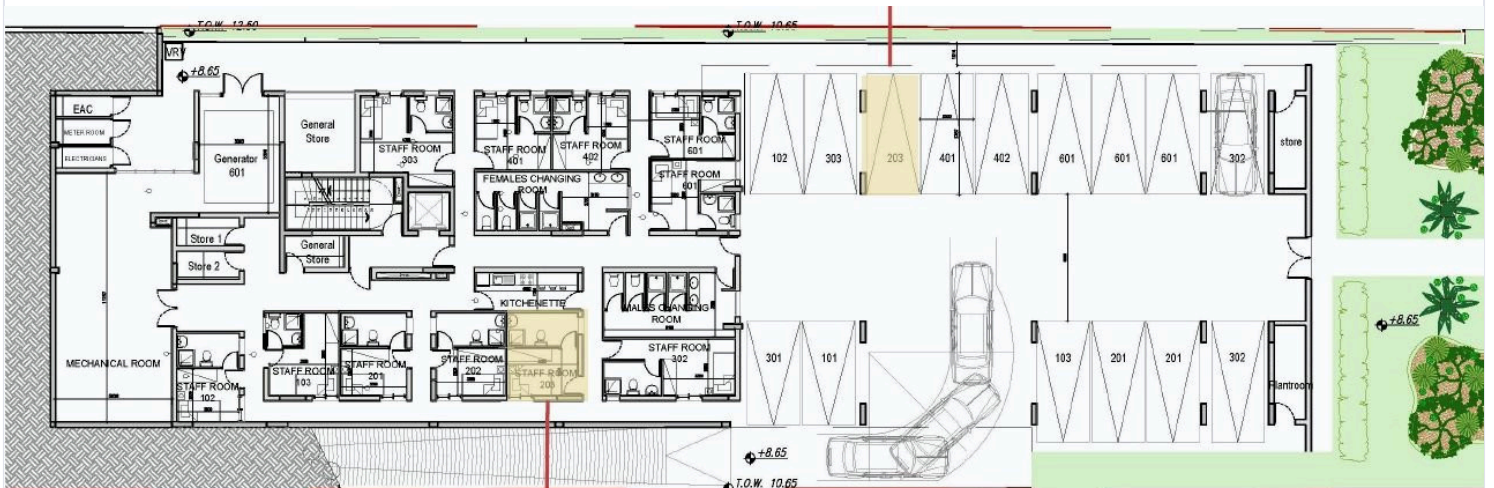 T.O.W. 12.50
T.O.W. 10.65
VRV
+8.65
EAC
METER ROOM
ELECTRICIANS
Generator
601
General
Store
STAFF ROOM
303
STAFF ROOM
401
STAFF ROOM
402
STAFF ROOM
601
STAFF ROOM
601
FEMALES CHANGING
ROOM
102
303
203
401
402
601
601
601
302
store
Store 1
Store 2
General
Store
KITCHENETTE
MALES CHANGING
ROOM
MECHANICAL ROOM
STAFF ROOM
102
STAFF ROOM
103
STAFF ROOM
201
STAFF ROOM
202
STAFF ROOM
203
STAFF ROOM
302
301
101
103
201
201
302
Plantroom
+8.65
+8.65
T.O.W. 10.65